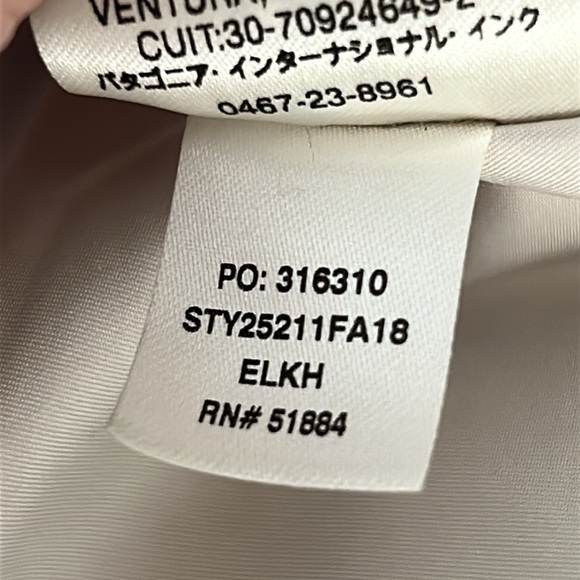 VENTURA,
CUIT:30-70924649-2
パタゴニア・インターナショナル・インク
0467-23-8961
PO: 316310
STY25211FA18
ELKH
RN# 51884